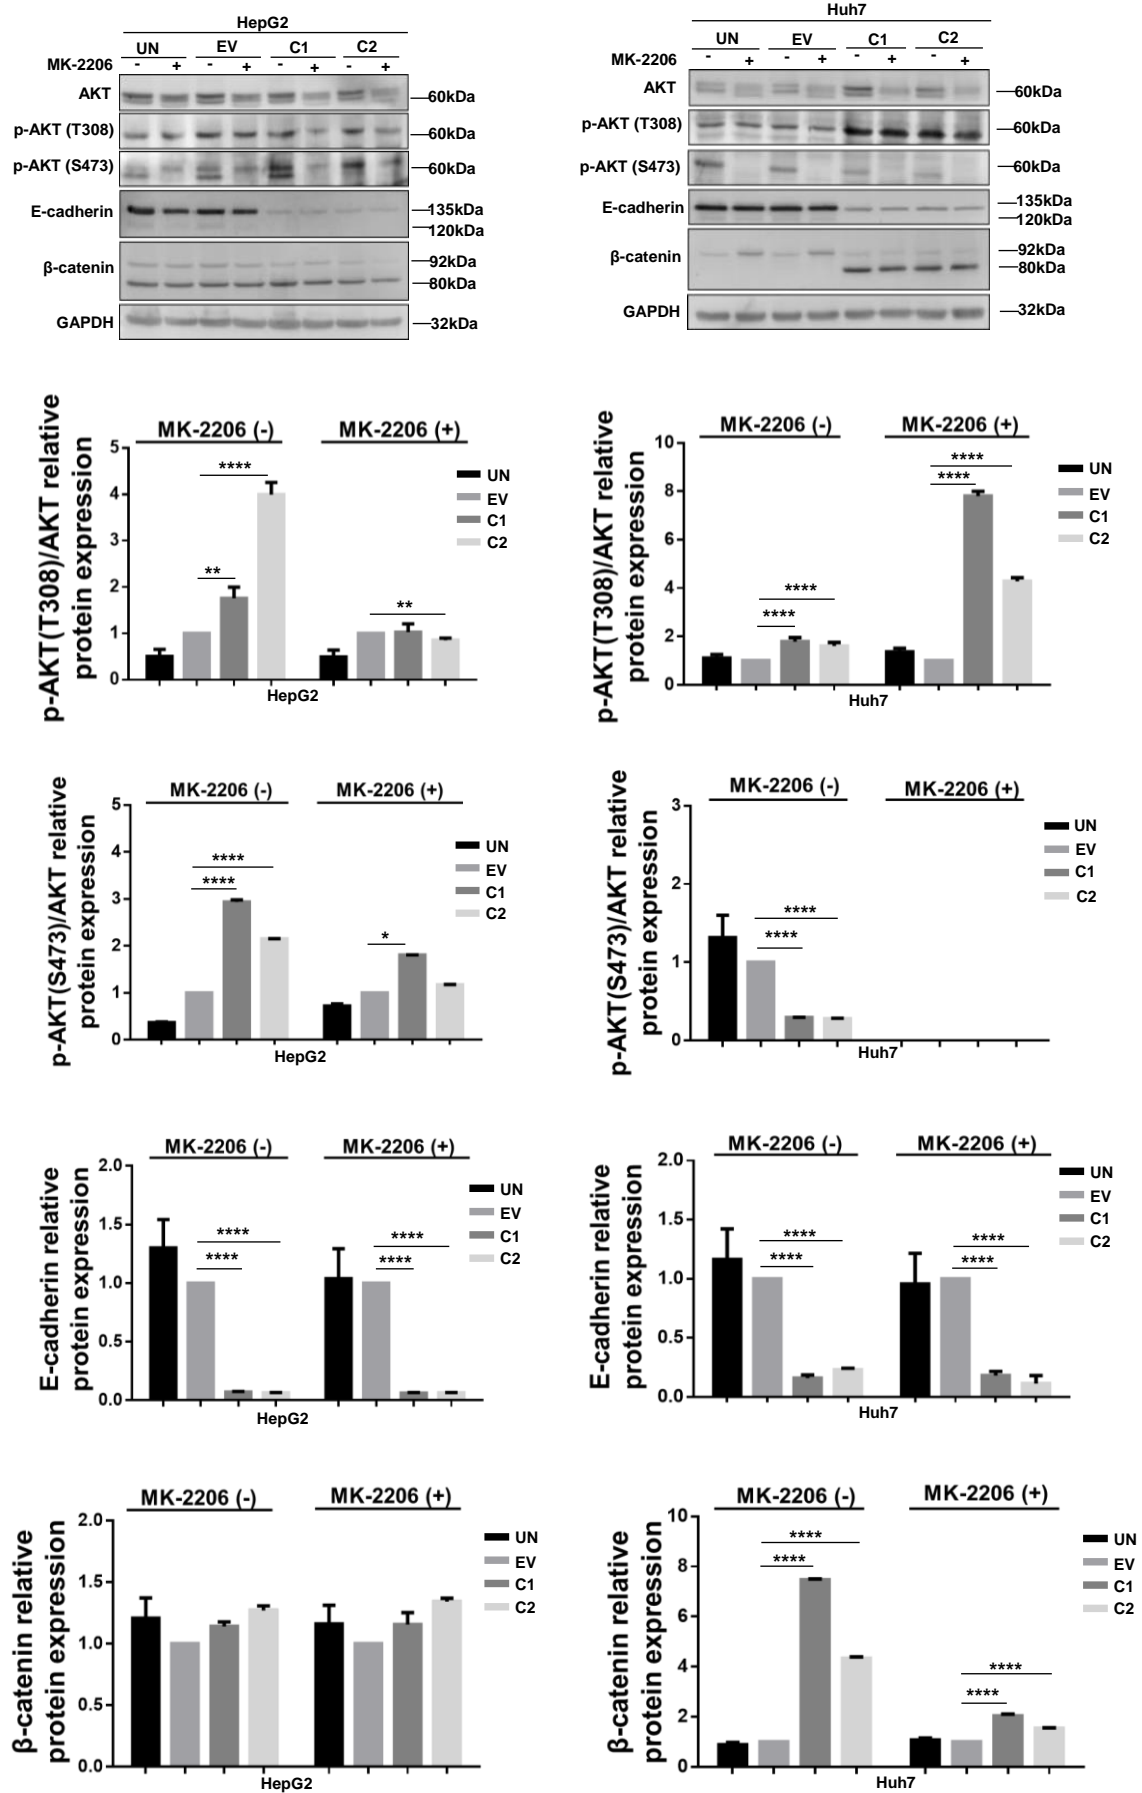 HepG2
UN EV C1 C2
MK-2206 - + - + - + - +
AKT 60kDa
p-AKT (T308) 60kDa
p-AKT (S473) 60kDa
E-cadherin 135kDa
120kDa
β-catenin 92kDa
80kDa
GAPDH 32kDa
Huh7
UN EV C1 C2
MK-2206 - + - + - + - +
AKT 60kDa
p-AKT (T308) 60kDa
p-AKT (S473) 60kDa
E-cadherin 135kDa
120kDa
β-catenin 92kDa
80kDa
GAPDH 32kDa
p-AKT(T308)/AKT relative
protein expression
MK-2206 (-) MK-2206 (+)
5
4
3
2
1
0
**
****
**
UN
EV
C1
C2
HepG2
p-AKT(T308)/AKT relative
protein expression
MK-2206 (-) MK-2206 (+)
10
8
6
4
2
0
****
****
****
****
UN
EV
C1
C2
Huh7
p-AKT(S473)/AKT relative
protein expression
MK-2206 (-) MK-2206 (+)
5
4
3
2
1
0
****
****
*
UN
EV
C1
C2
HepG2
p-AKT(S473)/AKT relative
protein expression
MK-2206 (-) MK-2206 (+)
3
2
1
0
****
****
UN
EV
C1
C2
Huh7
E-cadherin relative
protein expression
MK-2206 (-) MK-2206 (+)
2.0
1.5
1.0
0.5
0.0
****
****
****
****
UN
EV
C1
C2
HepG2
E-cadherin relative
protein expression
MK-2206 (-) MK-2206 (+)
2.0
1.5
1.0
0.5
0.0
****
****
****
****
UN
EV
C1
C2
Huh7
β-catenin relative
protein expression
MK-2206 (-) MK-2206 (+)
2.0
1.5
1.0
0.5
0.0
UN
EV
C1
C2
HepG2
β-catenin relative
protein expression
MK-2206 (-) MK-2206 (+)
10
8
6
4
2
0
****
****
****
****
UN
EV
C1
C2
Huh7